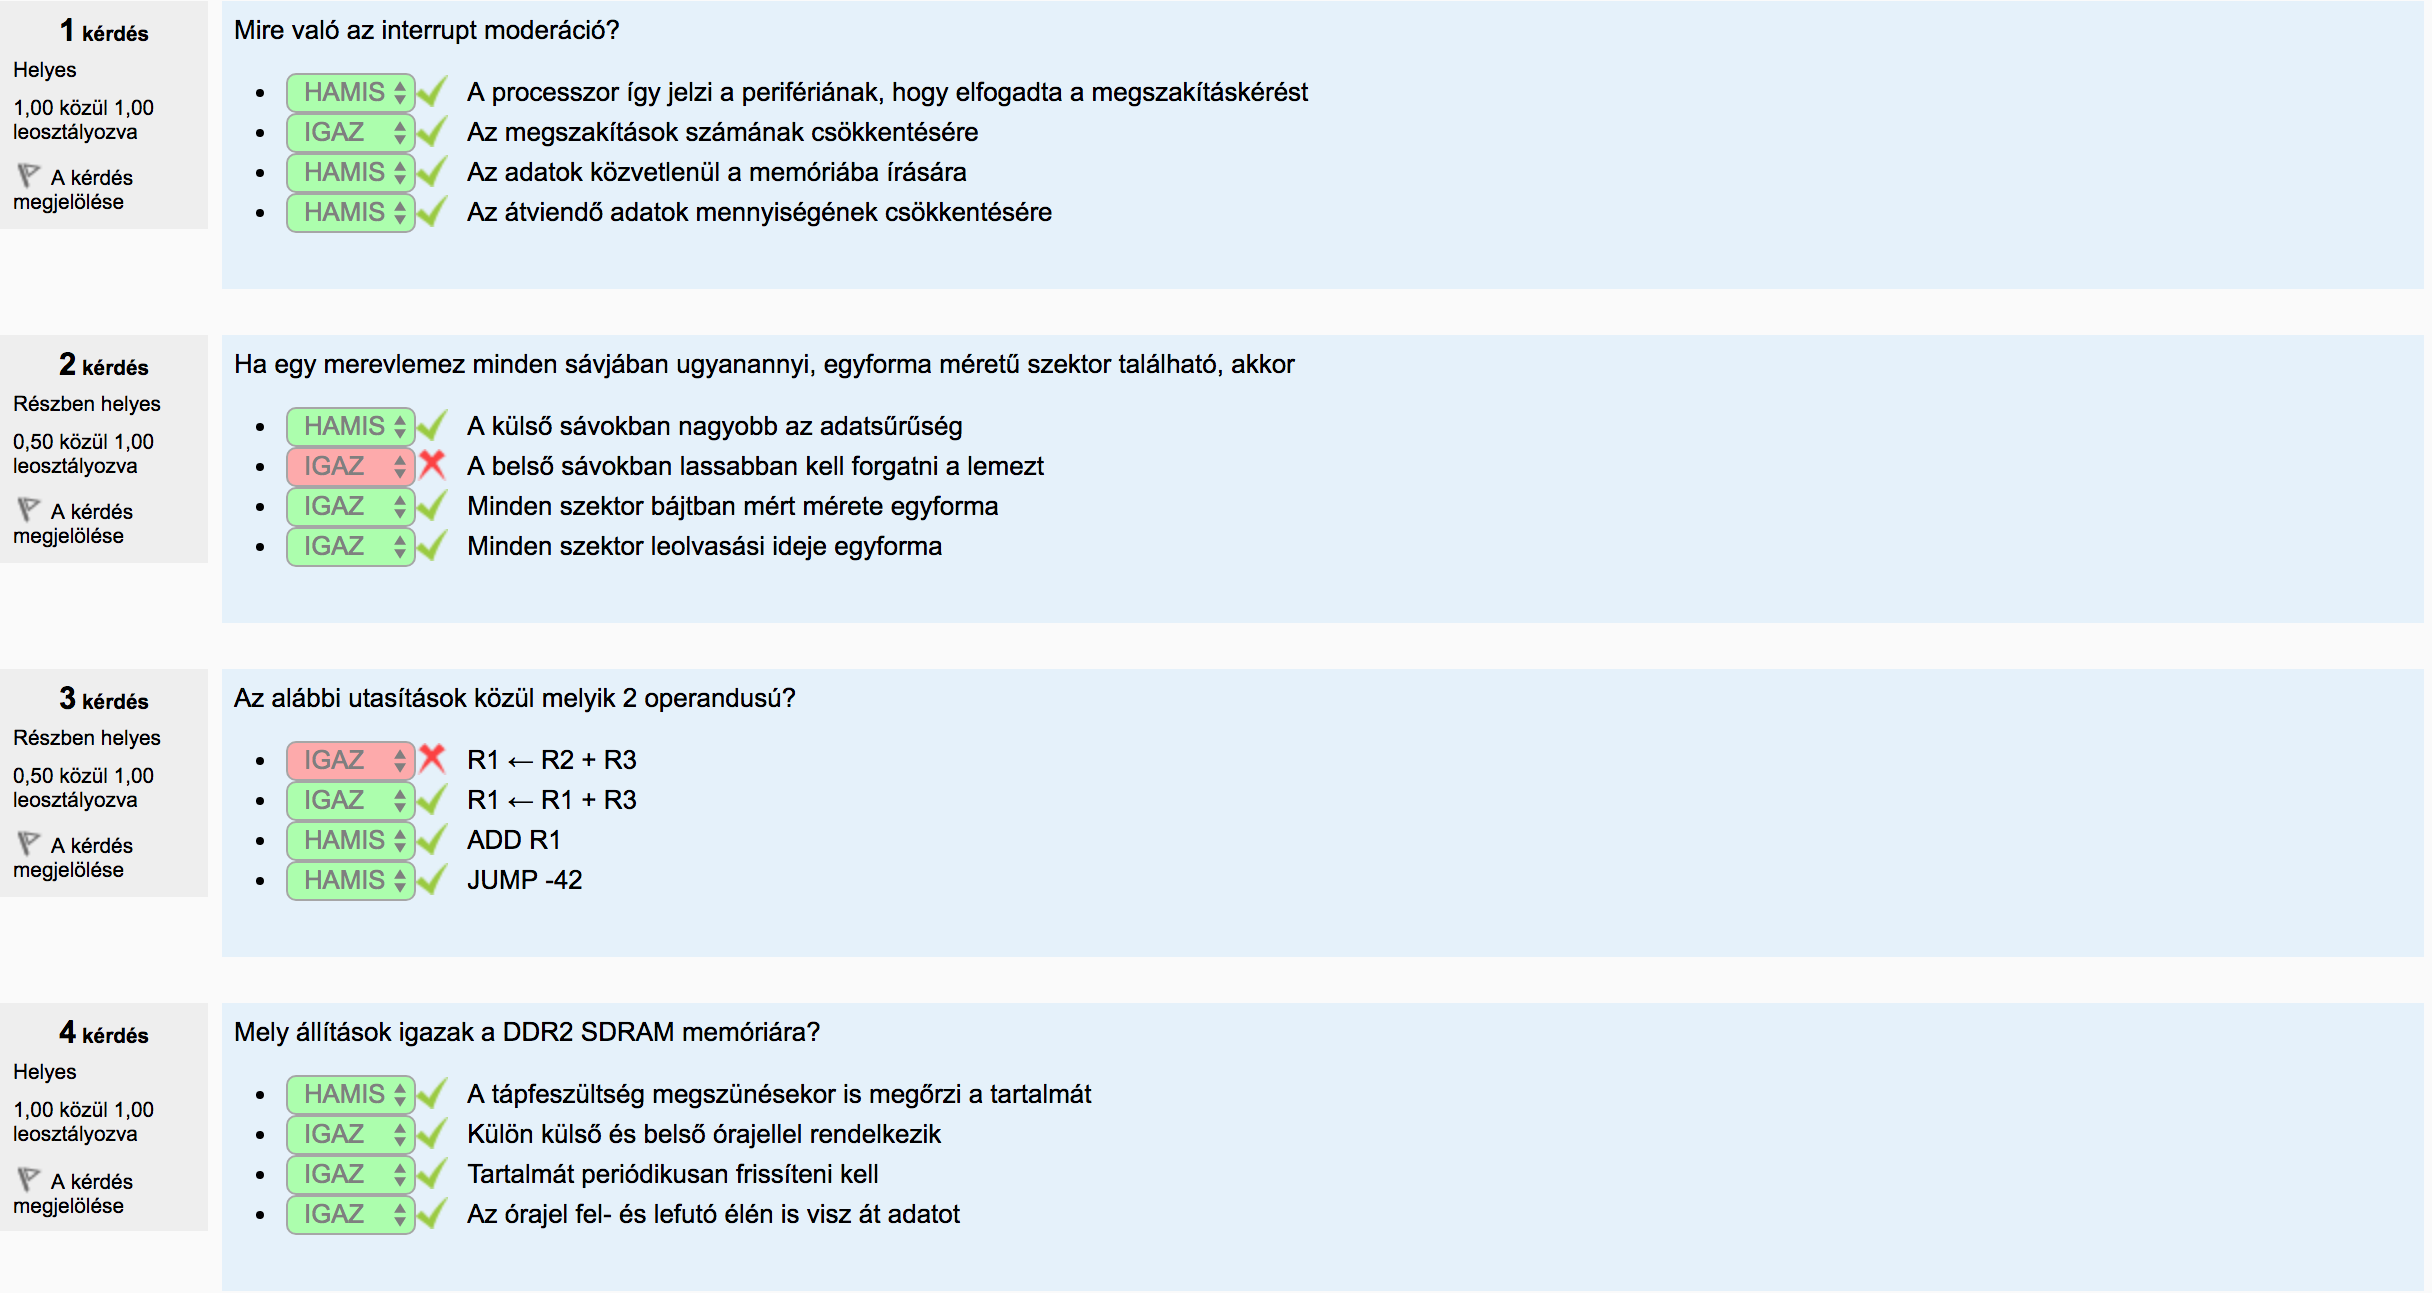 1 kérdés
Helyes
1,00 közül 1,00
leosztályozva
A kérdés
megjelölése
Mire való az interrupt moderáció?
HAMIS A processzor így jelzi a perifériának, hogy elfogadta a megszakításkérést
IGAZ Az megszakítások számának csökkentésére
HAMIS Az adatok közvetlenül a memóriába írására
HAMIS Az átviendő adatok mennyiségének csökkentésére
2 kérdés
Részben helyes
0,50 közül 1,00
leosztályozva
A kérdés
megjelölése
Ha egy merevlemez minden sávjában ugyanannyi, egyforma méretű szektor található, akkor
HAMIS A külső sávokban nagyobb az adatsűrűség
IGAZ A belső sávokban lassabban kell forgatni a lemezt
IGAZ Minden szektor bájtban mért mérete egyforma
IGAZ Minden szektor leolvasási ideje egyforma
3 kérdés
Részben helyes
0,50 közül 1,00
leosztályozva
A kérdés
megjelölése
Az alábbi utasítások közül melyik 2 operandusú?
IGAZ R1 ← R2 + R3
IGAZ R1 ← R1 + R3
HAMIS ADD R1
HAMIS JUMP -42
4 kérdés
Helyes
1,00 közül 1,00
leosztályozva
A kérdés
megjelölése
Mely állítások igazak a DDR2 SDRAM memóriára?
HAMIS A tápfeszültség megszünésekor is megőrzi a tartalmát
IGAZ Külön külső és belső órajellel rendelkezik
IGAZ Tartalmát periódikusan frissíteni kell
IGAZ Az órajel fel- és lefutó élén is visz át adatot